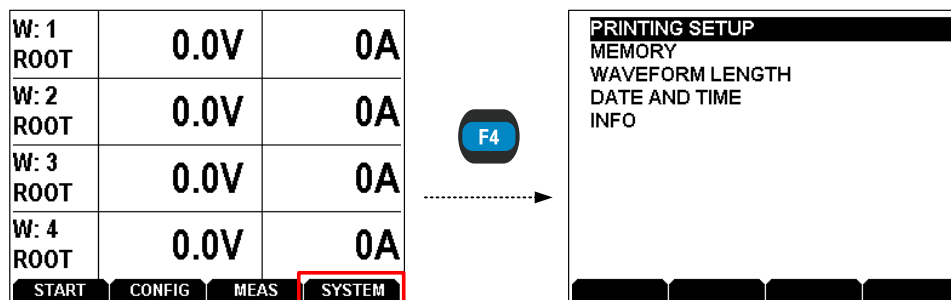 W: 1
ROOT
0.0V
0A
W: 2
ROOT
0.0V
0A
W: 3
ROOT
0.0V
0A
W: 4
ROOT
0.0V
0A
START CONFIG MEAS SYSTEM
F4
PRINTING SETUP
MEMORY
WAVEFORM LENGTH
DATE AND TIME
INFO